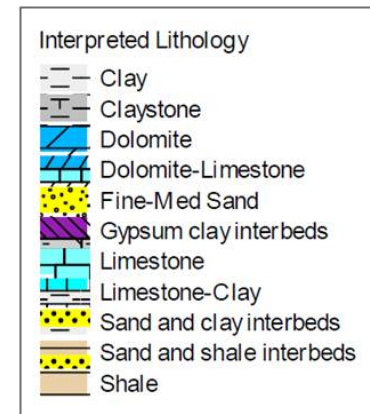 Interpreted Lithology
Clay
Claystone
Dolomite
Dolomite-Limestone
Fine-Med Sand
Gypsum clay interbeds
Limestone
Limestone-Clay
Sand and clay interbeds
Sand and shale interbeds
Shale